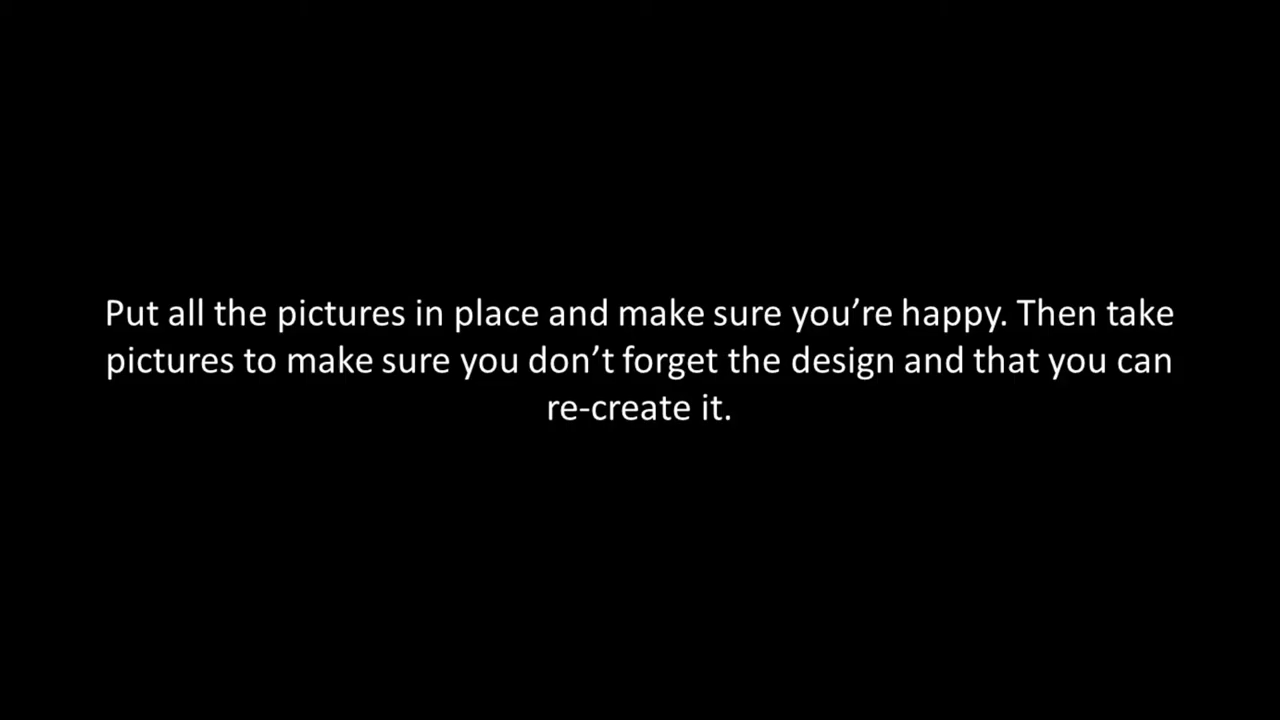 Put all the pictures in place and make sure you’re happy. Then take
pictures to make sure you don’t forget the design and that you can
re-create it.